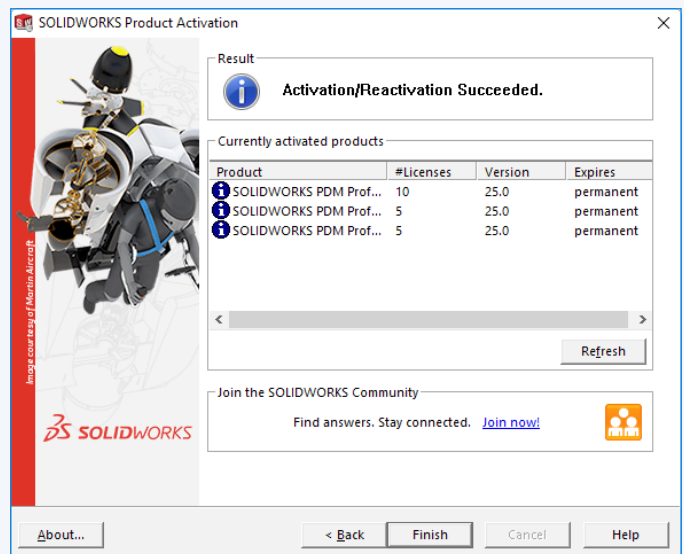 SOLIDWORKS Product Activation
Result
Activation/Reactivation Succeeded.
Currently activated products
Product #Licenses Version Expires
SOLIDWORKS PDM Prof... 10 25.0 permanent
SOLIDWORKS PDM Prof... 5 25.0 permanent
SOLIDWORKS PDM Prof... 5 25.0 permanent
Refresh
Join the SOLIDWORKS Community
Find answers. Stay connected. Join now!
Image courtesy of Martin Aircraft
SOLIDWORKS
About... < Back Finish Cancel Help